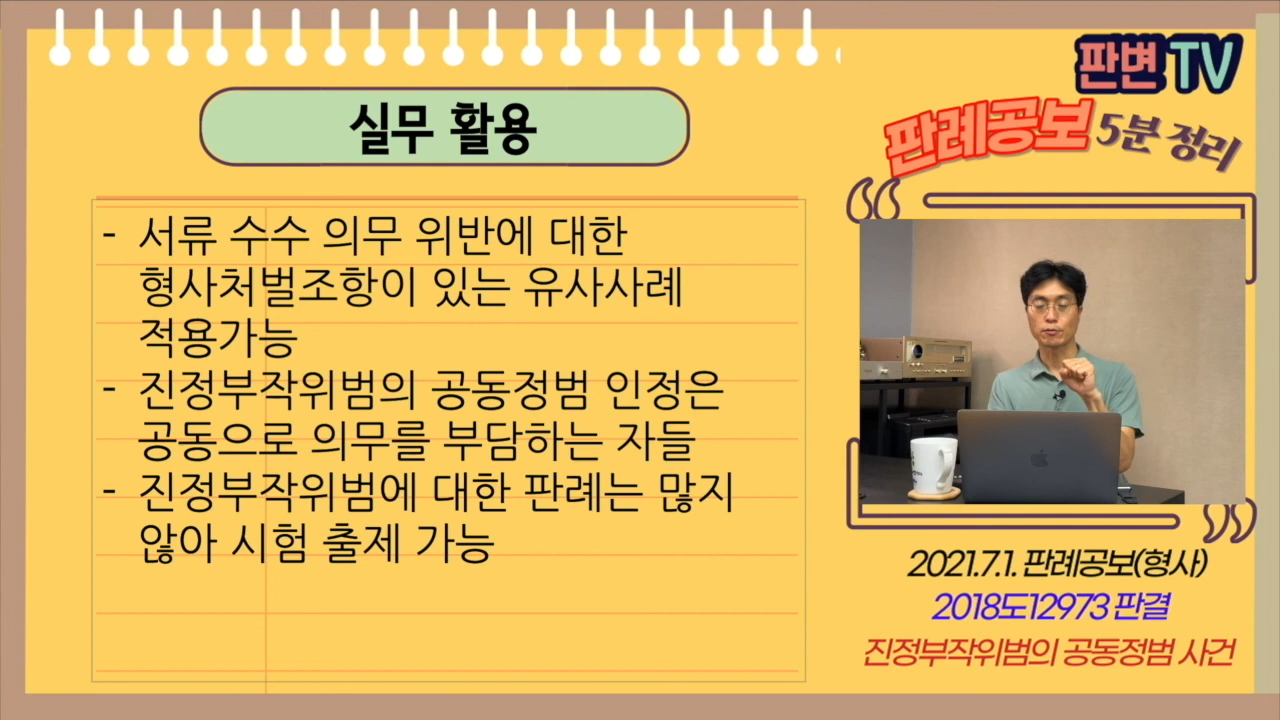 실무 활용
- 서류 수수 의무 위반에 대한
형사처벌조항이 있는 유사사례
적용가능
- 진정부작위범의 공동정범 인정은
공동으로 의무를 부담하는 자들
- 진정부작위범에 대한 판례는 많지
않아 시험 출제 가능
판변 TV
판례공보 5분 정리
2021.7.1. 판례공보(형사)
2018도12973 판결
진정부작위범의 공동정범 사건